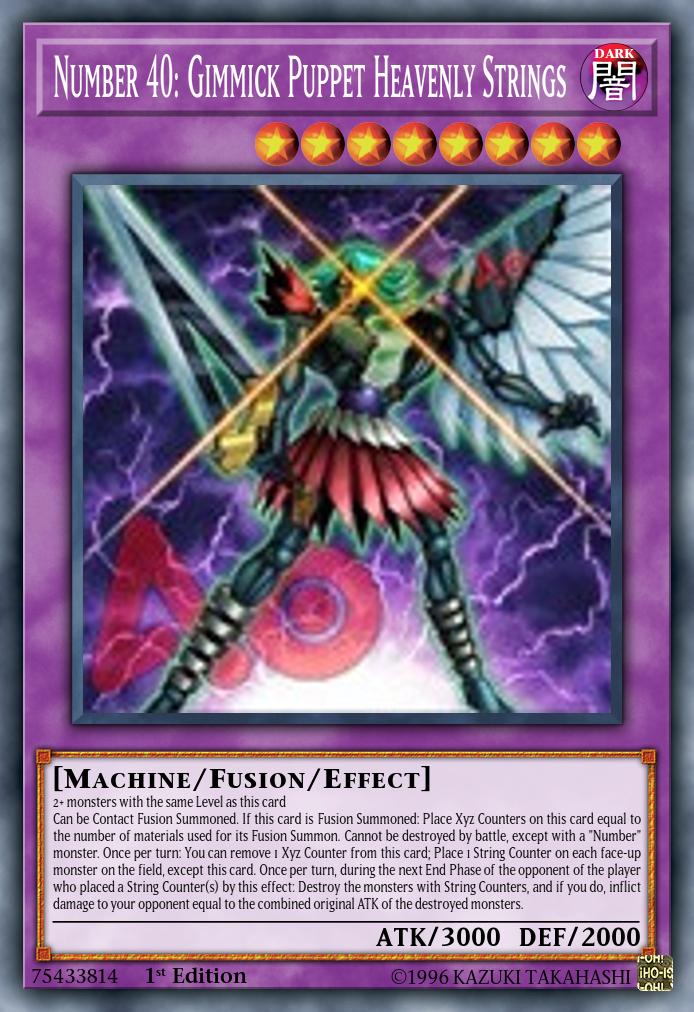 Number 40: Gimmick Puppet Heavenly Strings
DARK
闇
40
40
[Machine/Fusion/Effect]
2+ monsters with the same Level as this card
Can be Contact Fusion Summoned. If this card is Fusion Summoned: Place Xyz Counters on this card equal to
the number of materials used for its Fusion Summon. Cannot be destroyed by battle, except with a "Number"
monster. Once per turn: You can remove 1 Xyz Counter from this card; Place 1 String Counter on each face-up
monster on the field, except this card. Once per turn, during the next End Phase of the opponent of the player
who placed a String Counter(s) by this effect: Destroy the monsters with String Counters, and if you do, inflict
damage to your opponent equal to the combined original ATK of the destroyed monsters.
ATK/3000 DEF/2000
75433814 1st Edition ©1996 KAZUKI TAKAHASHI